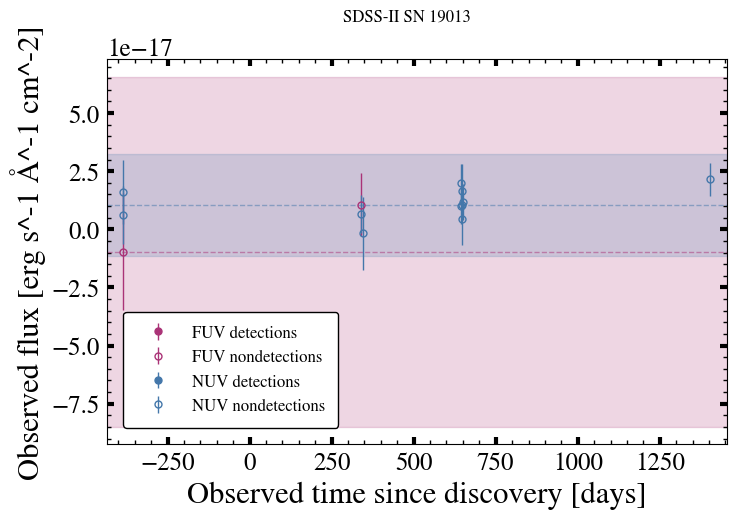 SDSS-II SN 19013
1e−17
Observed flux [erg s^-1 Å^-1 cm^-2]
5.0
2.5
0.0
−2.5
−5.0
−7.5
FUV detections
FUV nondetections
NUV detections
NUV nondetections
−250 0 250 500 750 1000 1250
Observed time since discovery [days]